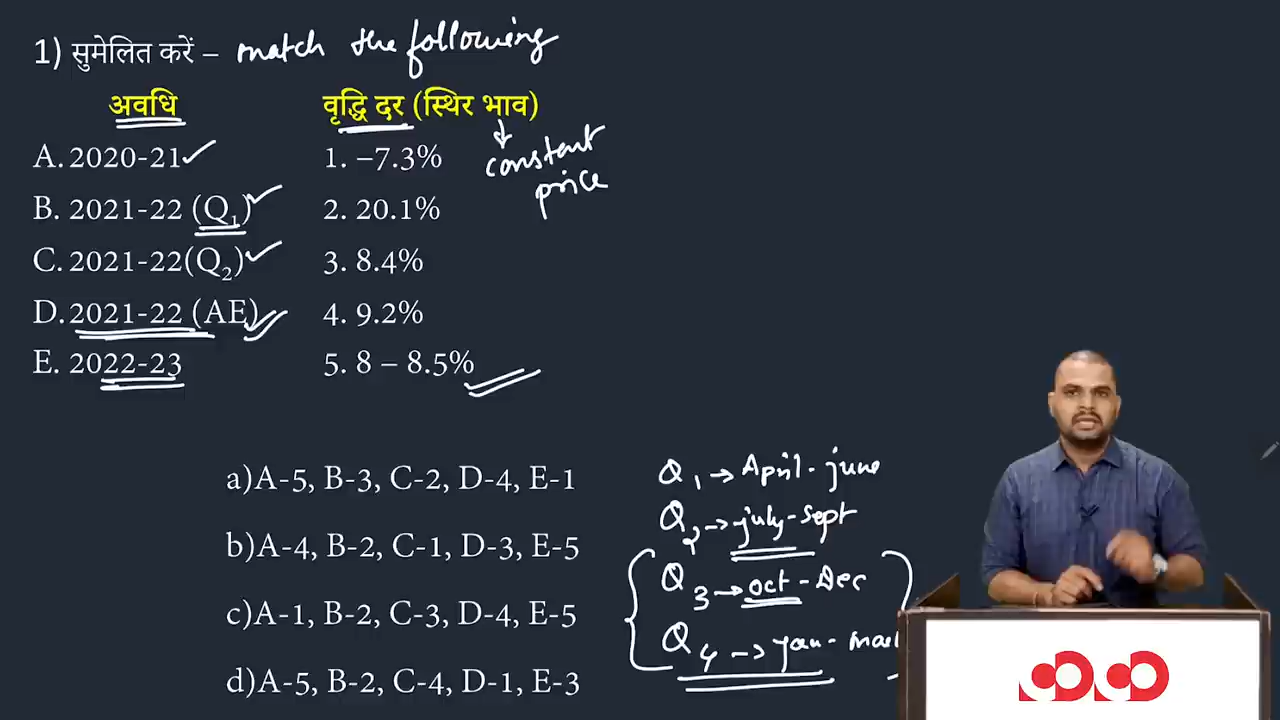 1) सुमेलित करें – match the following
अवधि वृद्धि दर (स्थिर भाव)
constant
price
A. 2020-21 1. –7.3%
B. 2021-22 (Q₁) 2. 20.1%
C. 2021-22(Q₂) 3. 8.4%
D. 2021-22 (AE) 4. 9.2%
E. 2022-23 5. 8 – 8.5%
a)A-5, B-3, C-2, D-4, E-1
b)A-4, B-2, C-1, D-3, E-5
c)A-1, B-2, C-3, D-4, E-5
d)A-5, B-2, C-4, D-1, E-3
Q₁ → April - june
Q₂ → july - sept
Q₃ → oct - Dec
Q₄ → jan -